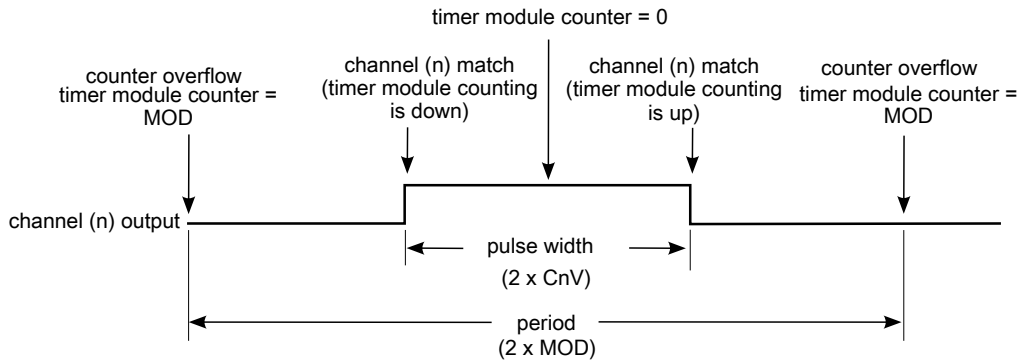 timer module counter = 0
counter overflow
timer module counter =
MOD
channel (n) match
(timer module counting
is down)
channel (n) match
(timer module counting
is up)
counter overflow
timer module counter =
MOD
channel (n) output
pulse width
(2 x CnV)
period
(2 x MOD)